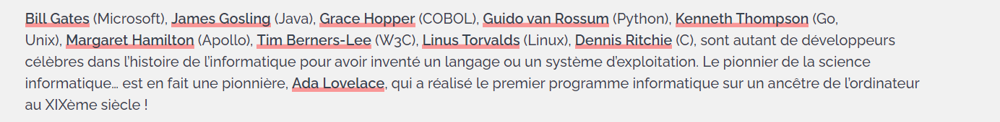 Bill Gates (Microsoft), James Gosling (Java), Grace Hopper (COBOL), Guido van Rossum (Python), Kenneth Thompson (Go,
Unix), Margaret Hamilton (Apollo), Tim Berners-Lee (W3C), Linus Torvalds (Linux), Dennis Ritchie (C), sont autant de développeurs
célèbres dans l’histoire de l’informatique pour avoir inventé un langage ou un système d’exploitation. Le pionnier de la science
informatique… est en fait une pionnière, Ada Lovelace, qui a réalisé le premier programme informatique sur un ancêtre de l’ordinateur
au XIXème siècle !